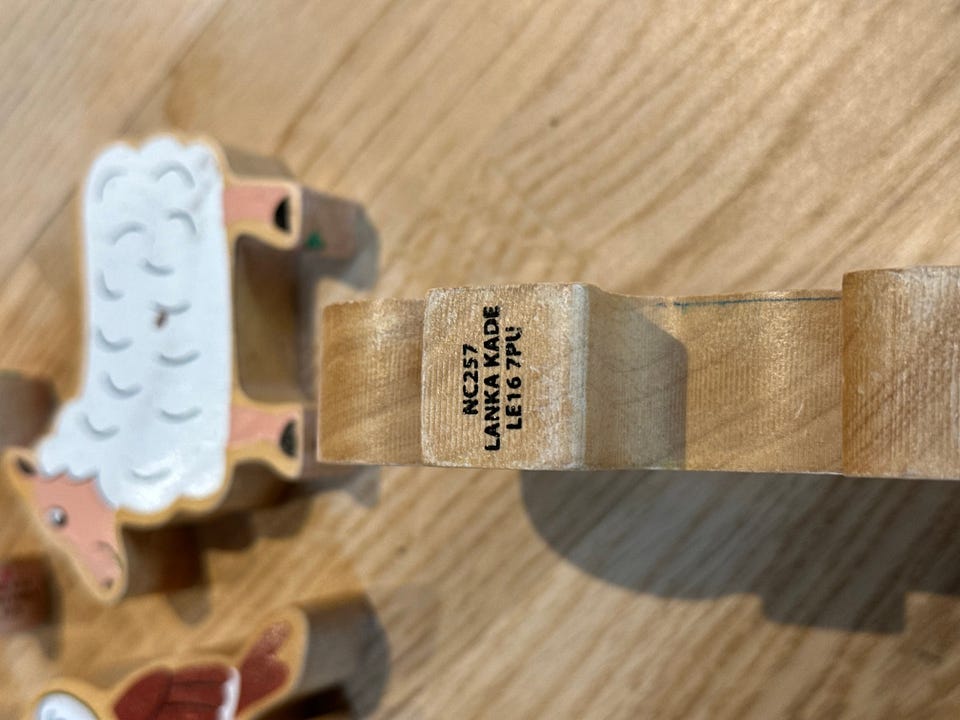 NC257
LANKA KADE
LE16 7PU